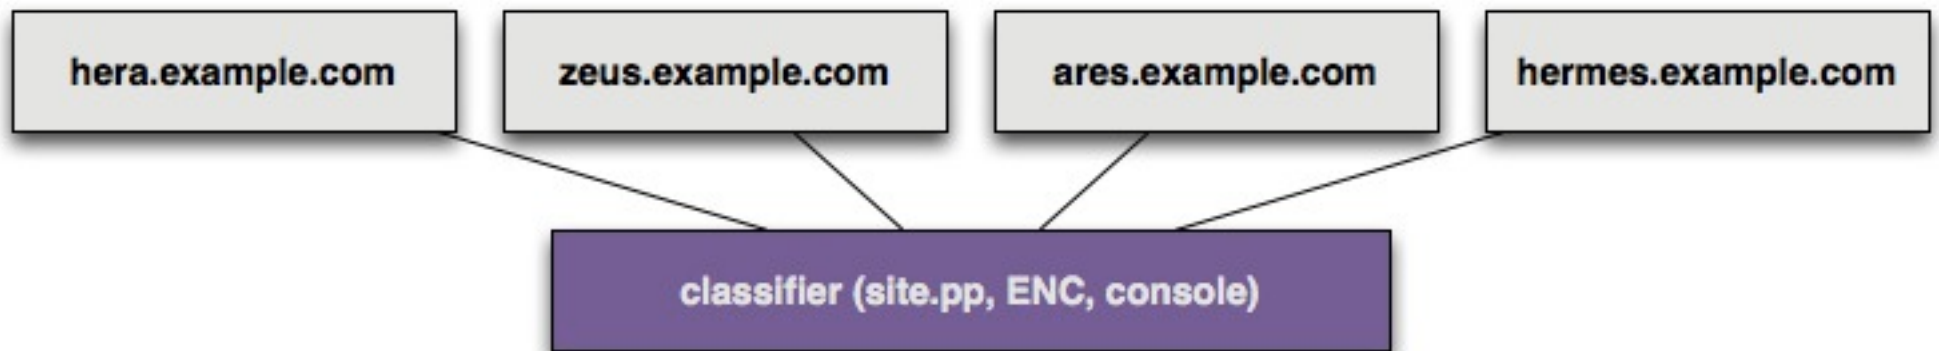 hera.example.com
zeus.example.com
ares.example.com
hermes.example.com
classifier (site.pp, ENC, console)